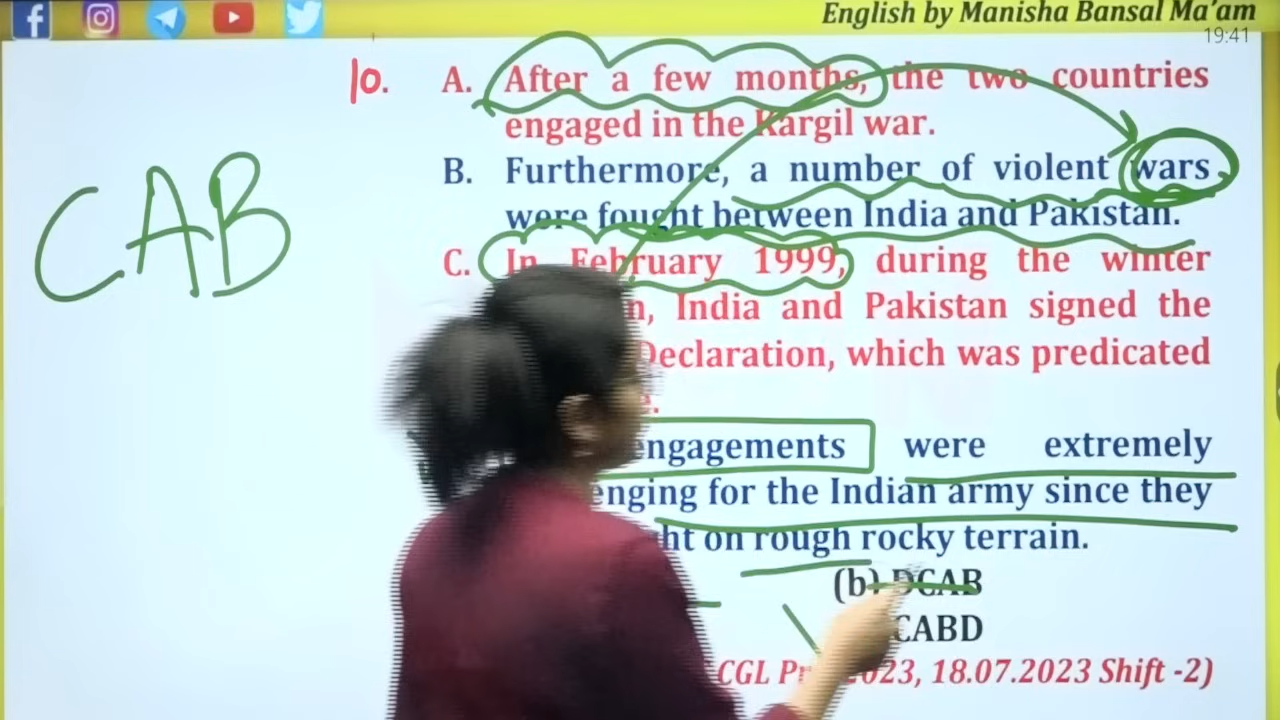 English by Manisha Bansal Ma'am
19:41
10. A. After a few months, the two countries
engaged in the Kargil war.
CAB
B. Furthermore, a number of violent wars
were fought between India and Pakistan.
C. In February 1999, during the winter
India and Pakistan signed the
Declaration, which was predicated
engagements were extremely
for the Indian army since they
on rough rocky terrain.
(b) DCAB
CABD
CGL 18.07.2023 Shift -2)